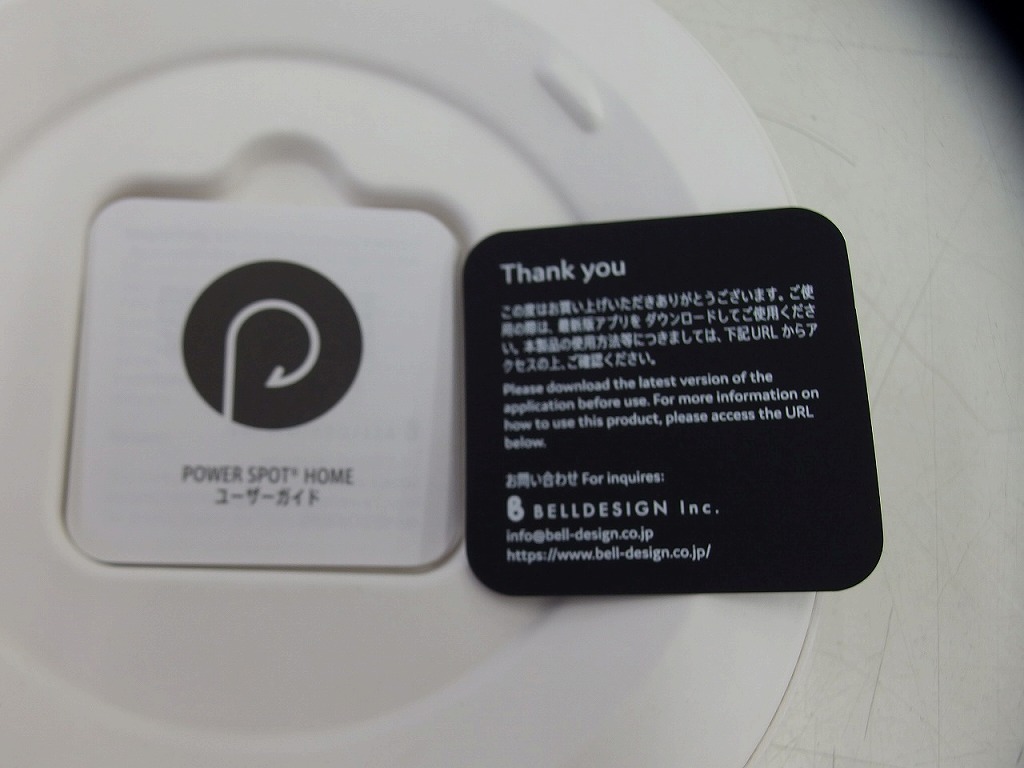 POWER SPOT® HOME
ユーザーガイド
Thank you
この度はお買い上げいただきありがとうございます。ご使
用の際は、最新版アプリを ダウンロードしてご使用くださ
い。本製品の使用方法等につきましては、下記URL からア
クセスの上、ご確認ください。
Please download the latest version of the
application before use. For more information on
how to use this product, please access the URL
below.
お問い合わせ For inquires:
BELLDESIGN Inc.
info@bell-design.co.jp
https://www.bell-design.co.jp/